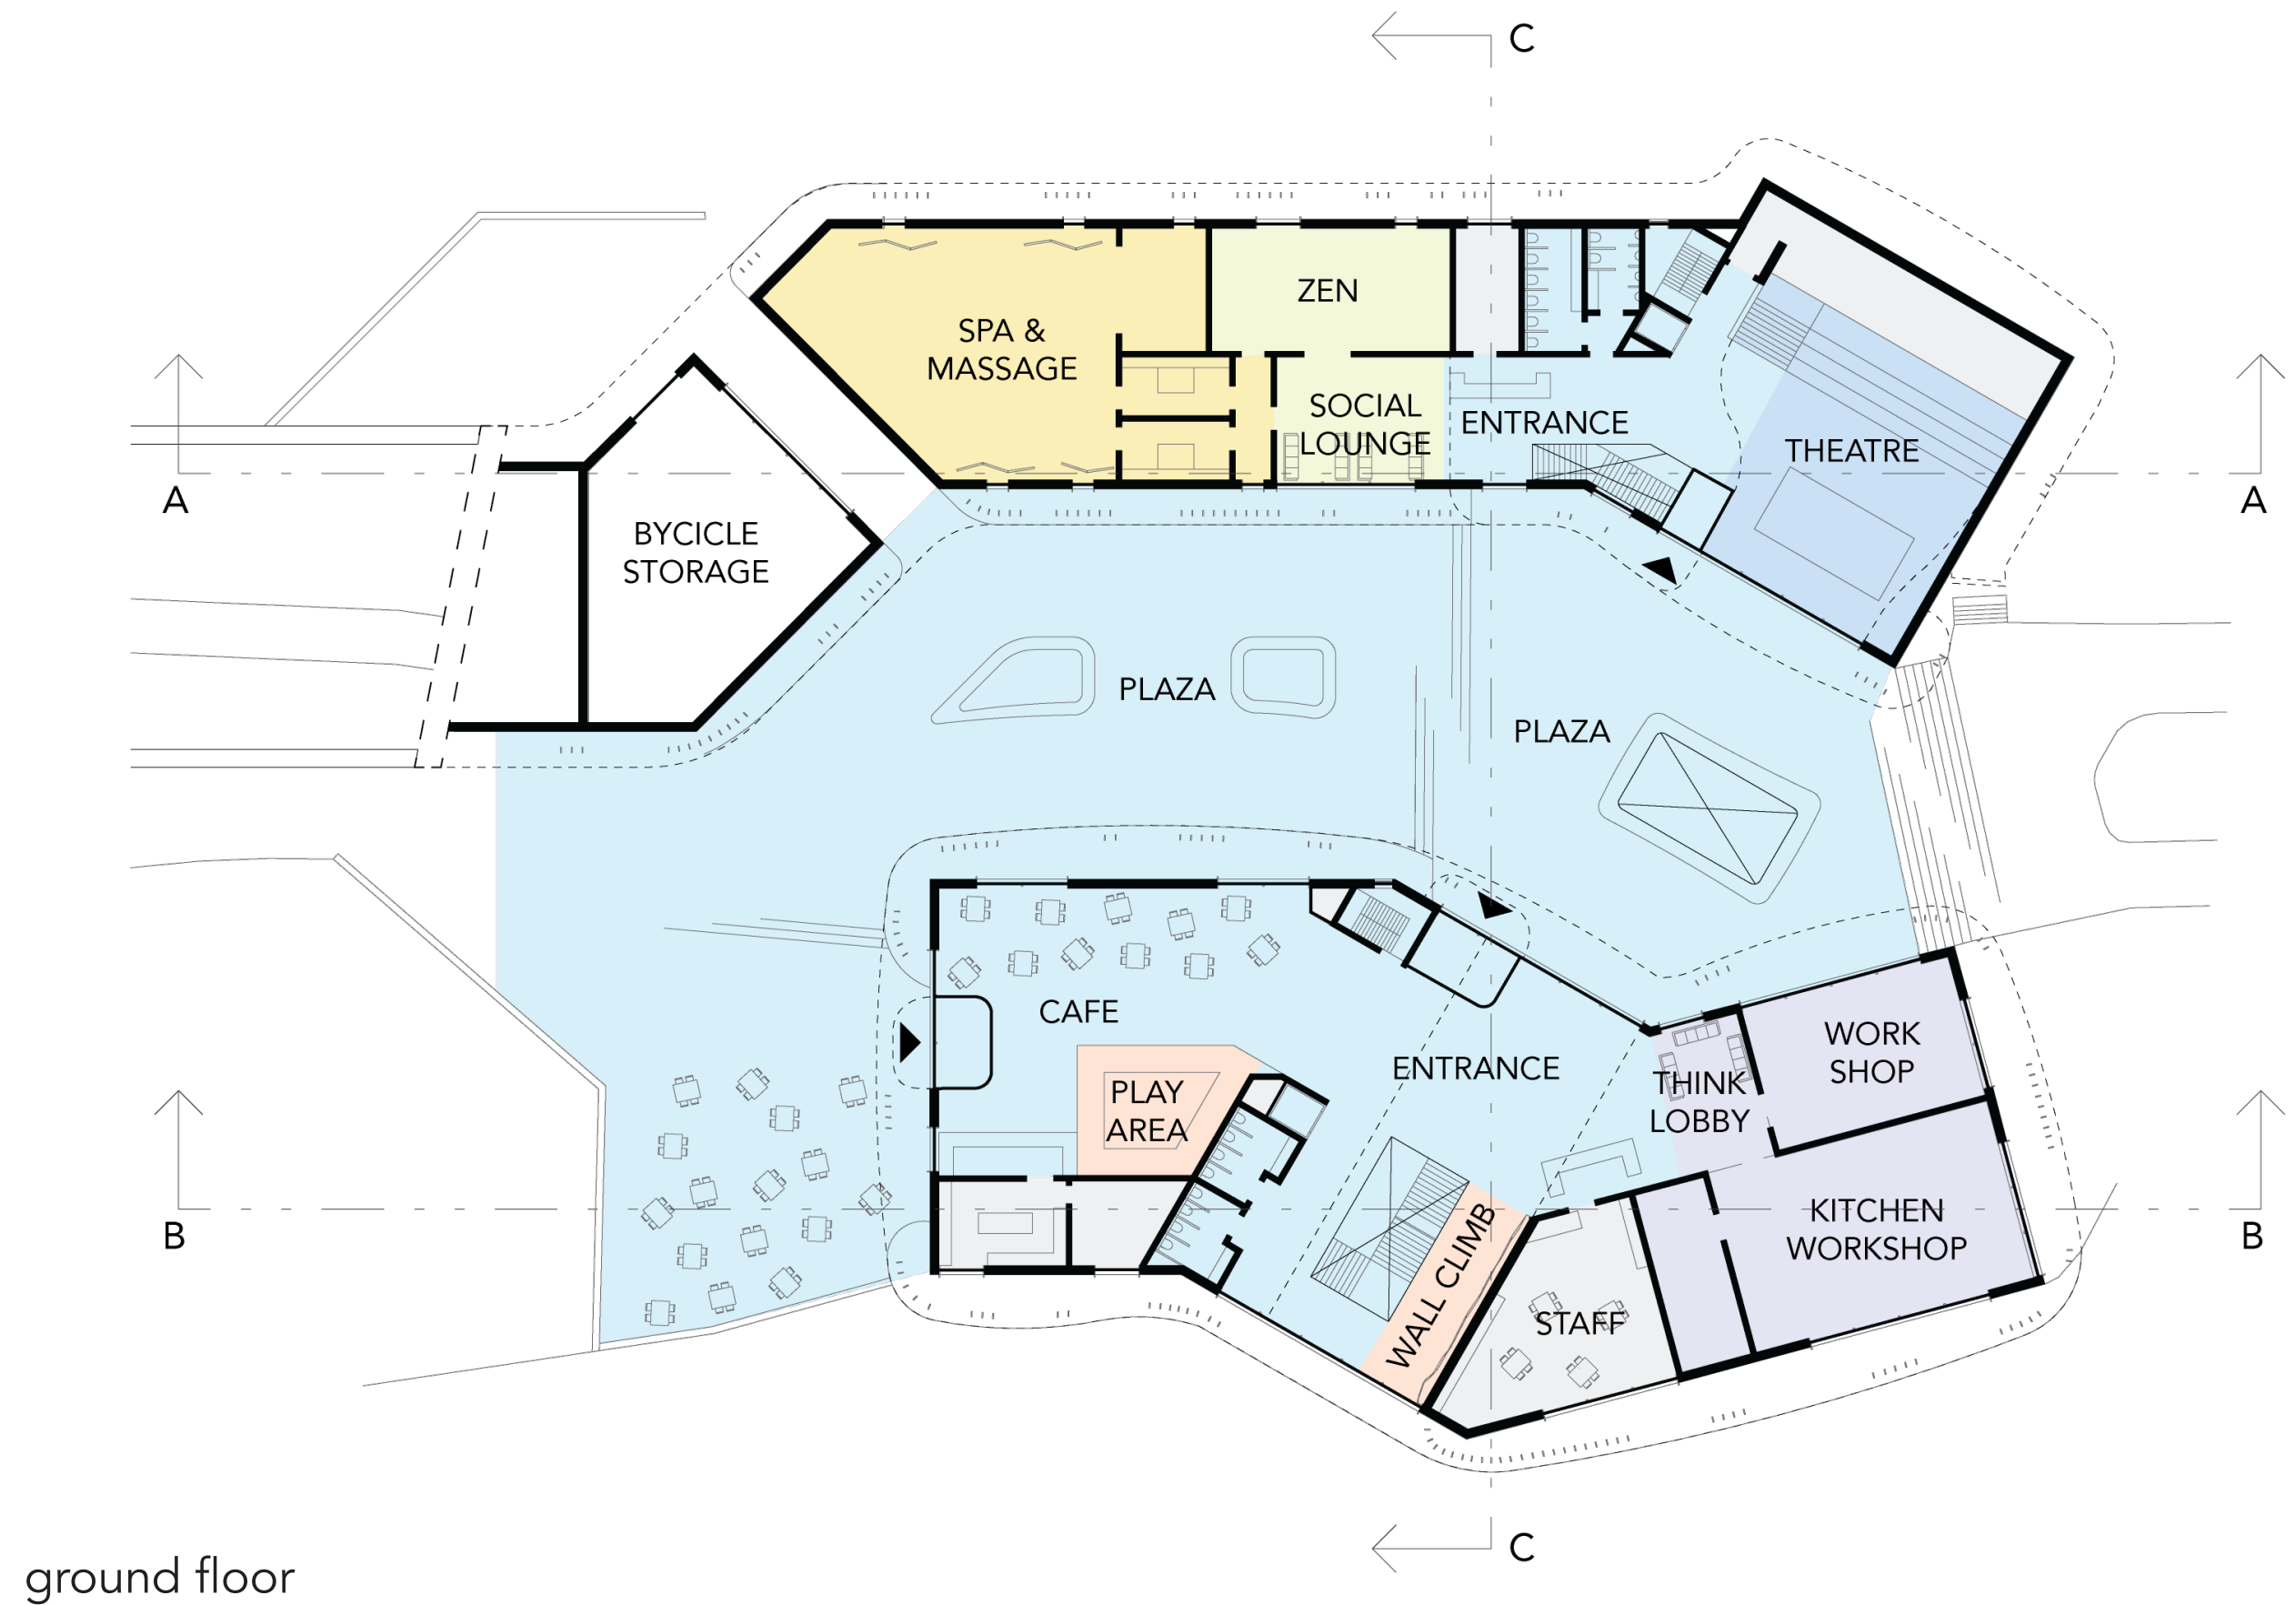 C
ZEN
SPA &
MASSAGE
SOCIAL
LOUNGE
ENTRANCE
THEATRE
A
A
BYCICLE
STORAGE
PLAZA
PLAZA
CAFE
ENTRANCE
PLAY
AREA
THINK
LOBBY
WORK
SHOP
KITCHEN
WORKSHOP
B
B
WALL CLIMB
STAFF
C
ground floor